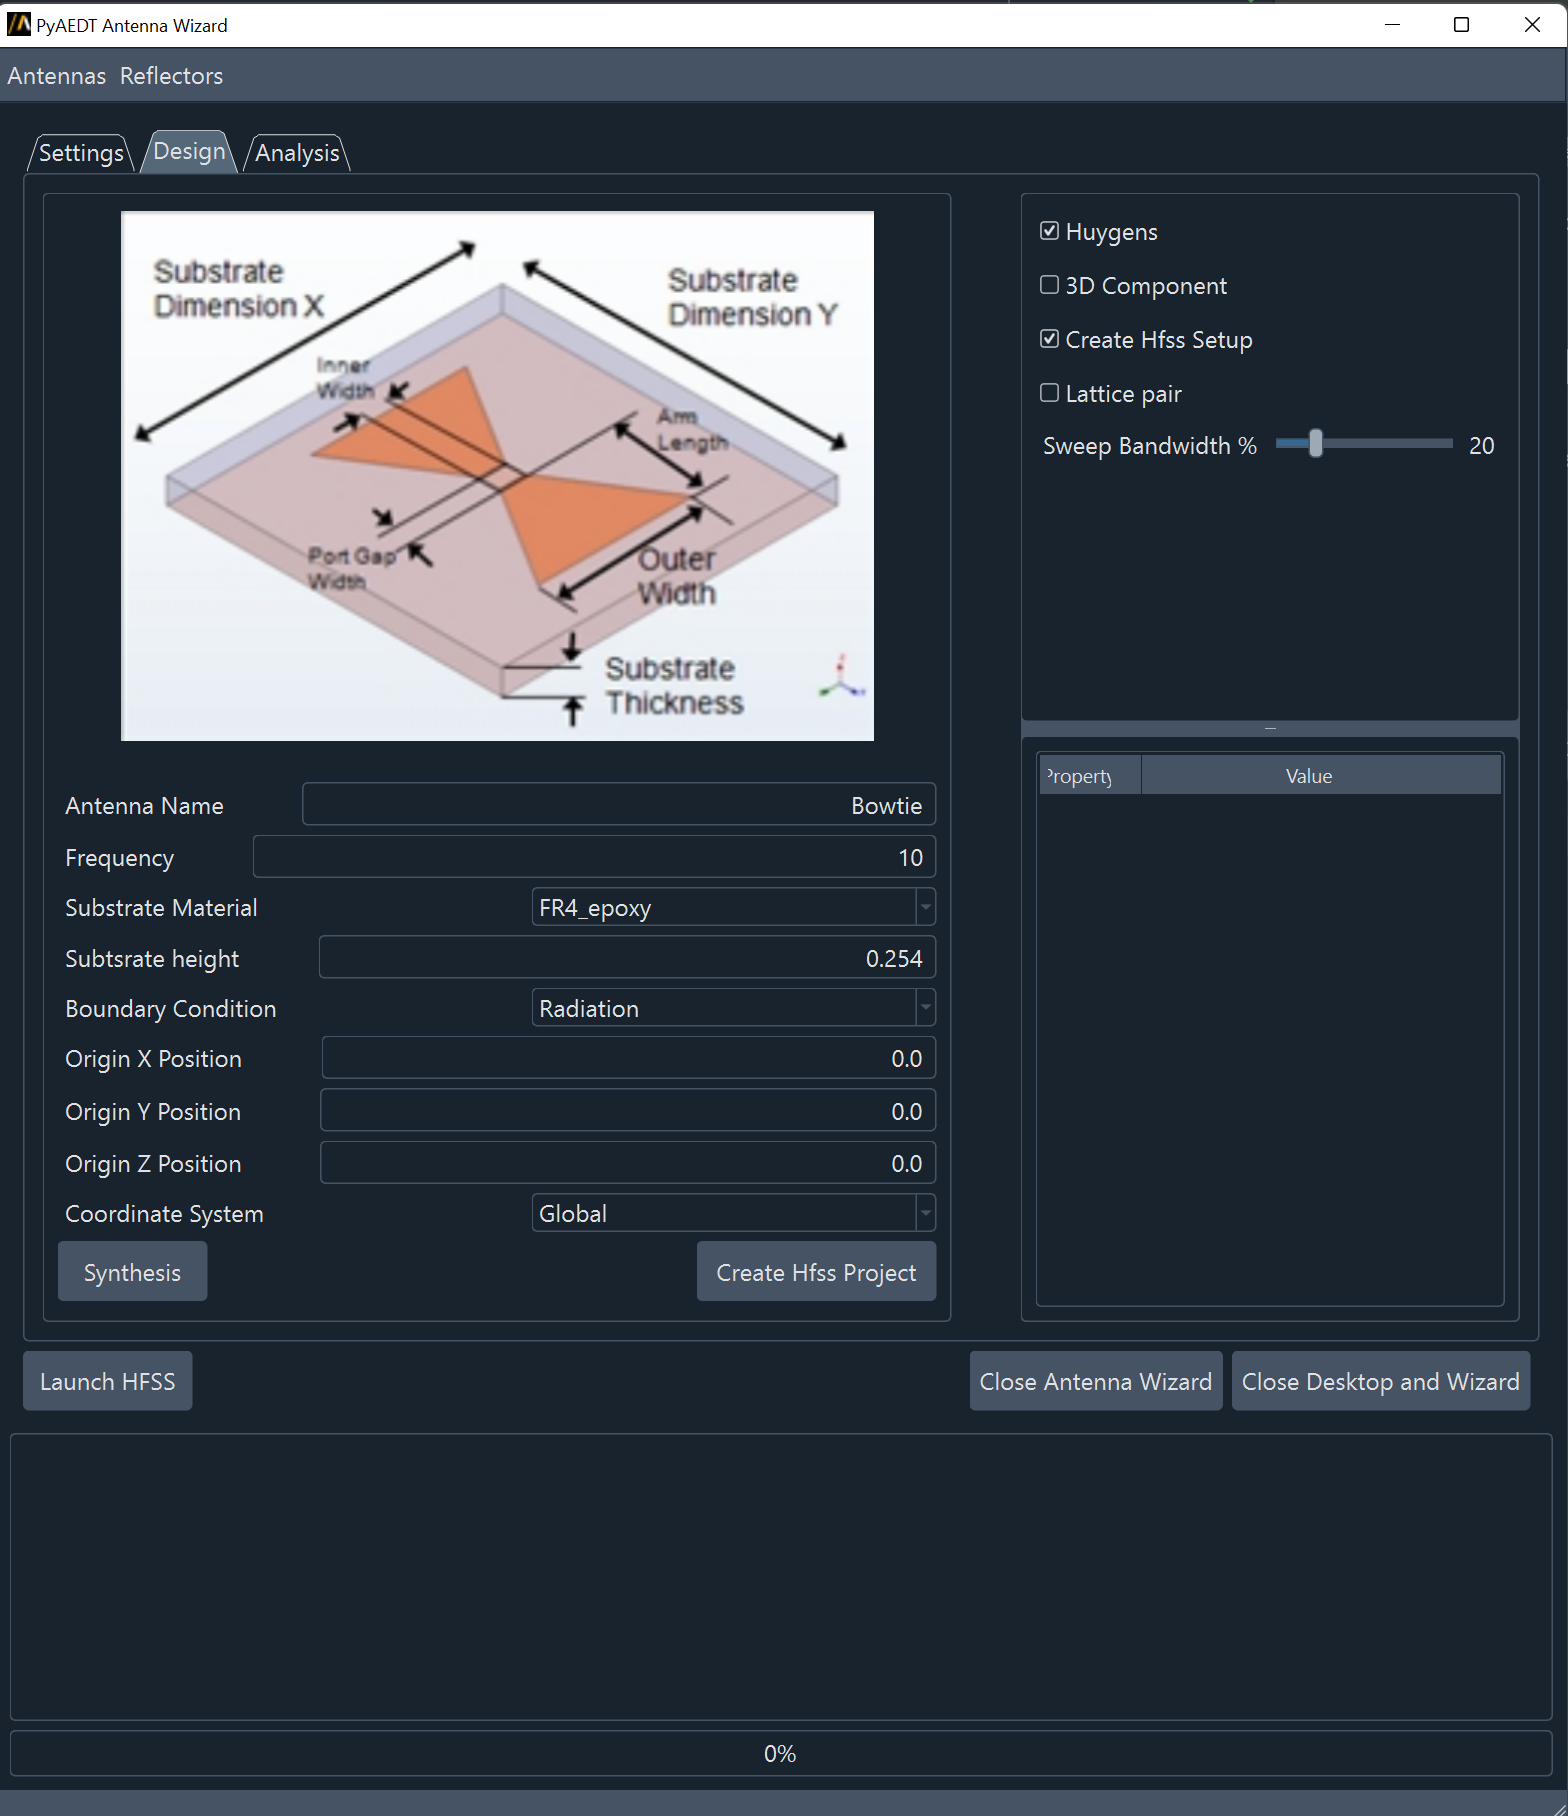 PyAEDT Antenna Wizard
Antennas Reflectors
Settings Design Analysis
Substrate
Dimension X
Substrate
Dimension Y
Inner
Width
Arm
Length
Port Gap
Width
Outer
Width
Substrate
Thickness
Antenna Name Bowtie
Frequency 10
Substrate Material FR4_epoxy
Subtsrate height 0.254
Boundary Condition Radiation
Origin X Position 0.0
Origin Y Position 0.0
Origin Z Position 0.0
Coordinate System Global
Synthesis Create Hfss Project
Huygens
3D Component
Create Hfss Setup
Lattice pair
Sweep Bandwidth % 20
Property Value
Launch HFSS Close Antenna Wizard Close Desktop and Wizard
0%